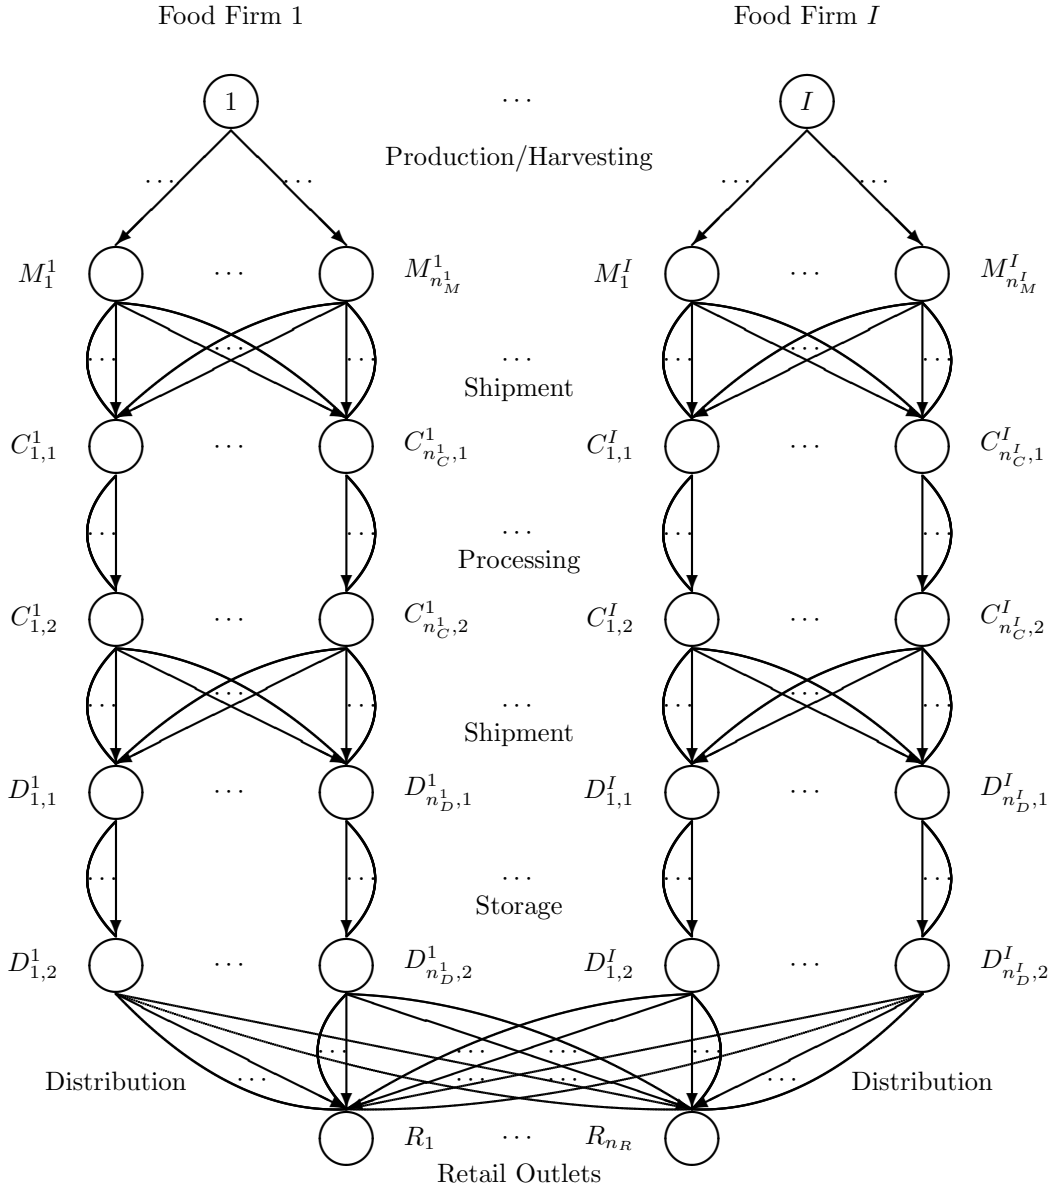 Food Firm 1 Food Firm I
1 ··· I
Production/Harvesting
··· ··· ··· ···
M^1_1 ··· M^1_{n^1_M} M^I_1 ··· M^I_{n^I_M}
··· ··· ··· ··· ··· ··· ···
Shipment
C^1_{1,1} ··· C^1_{n^1_C,1} C^I_{1,1} ··· C^I_{n^I_C,1}
··· ··· ··· ··· ···
Processing
C^1_{1,2} ··· C^1_{n^1_C,2} C^I_{1,2} ··· C^I_{n^I_C,2}
··· ··· ··· ··· ··· ··· ···
Shipment
D^1_{1,1} ··· D^1_{n^1_D,1} D^I_{1,1} ··· D^I_{n^I_D,1}
··· ··· ··· ··· ···
Storage
D^1_{1,2} ··· D^1_{n^1_D,2} D^I_{1,2} ··· D^I_{n^I_D,2}
··· ··· ··· ···
Distribution ··· ··· ··· ··· Distribution
R_1 ··· R_{n_R}
Retail Outlets